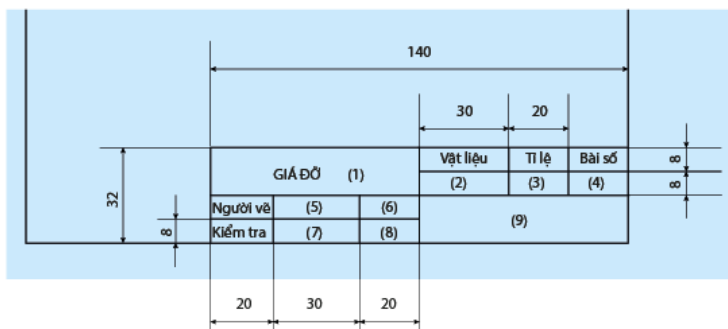 140
30 20
Vật liệu Tỉ lệ Bài số 8
GIÁ ĐỠ (1)
(2) (3) (4) 8
32
Người vẽ (5) (6)
(9)
8 Kiểm tra (7) (8)
20 30 20